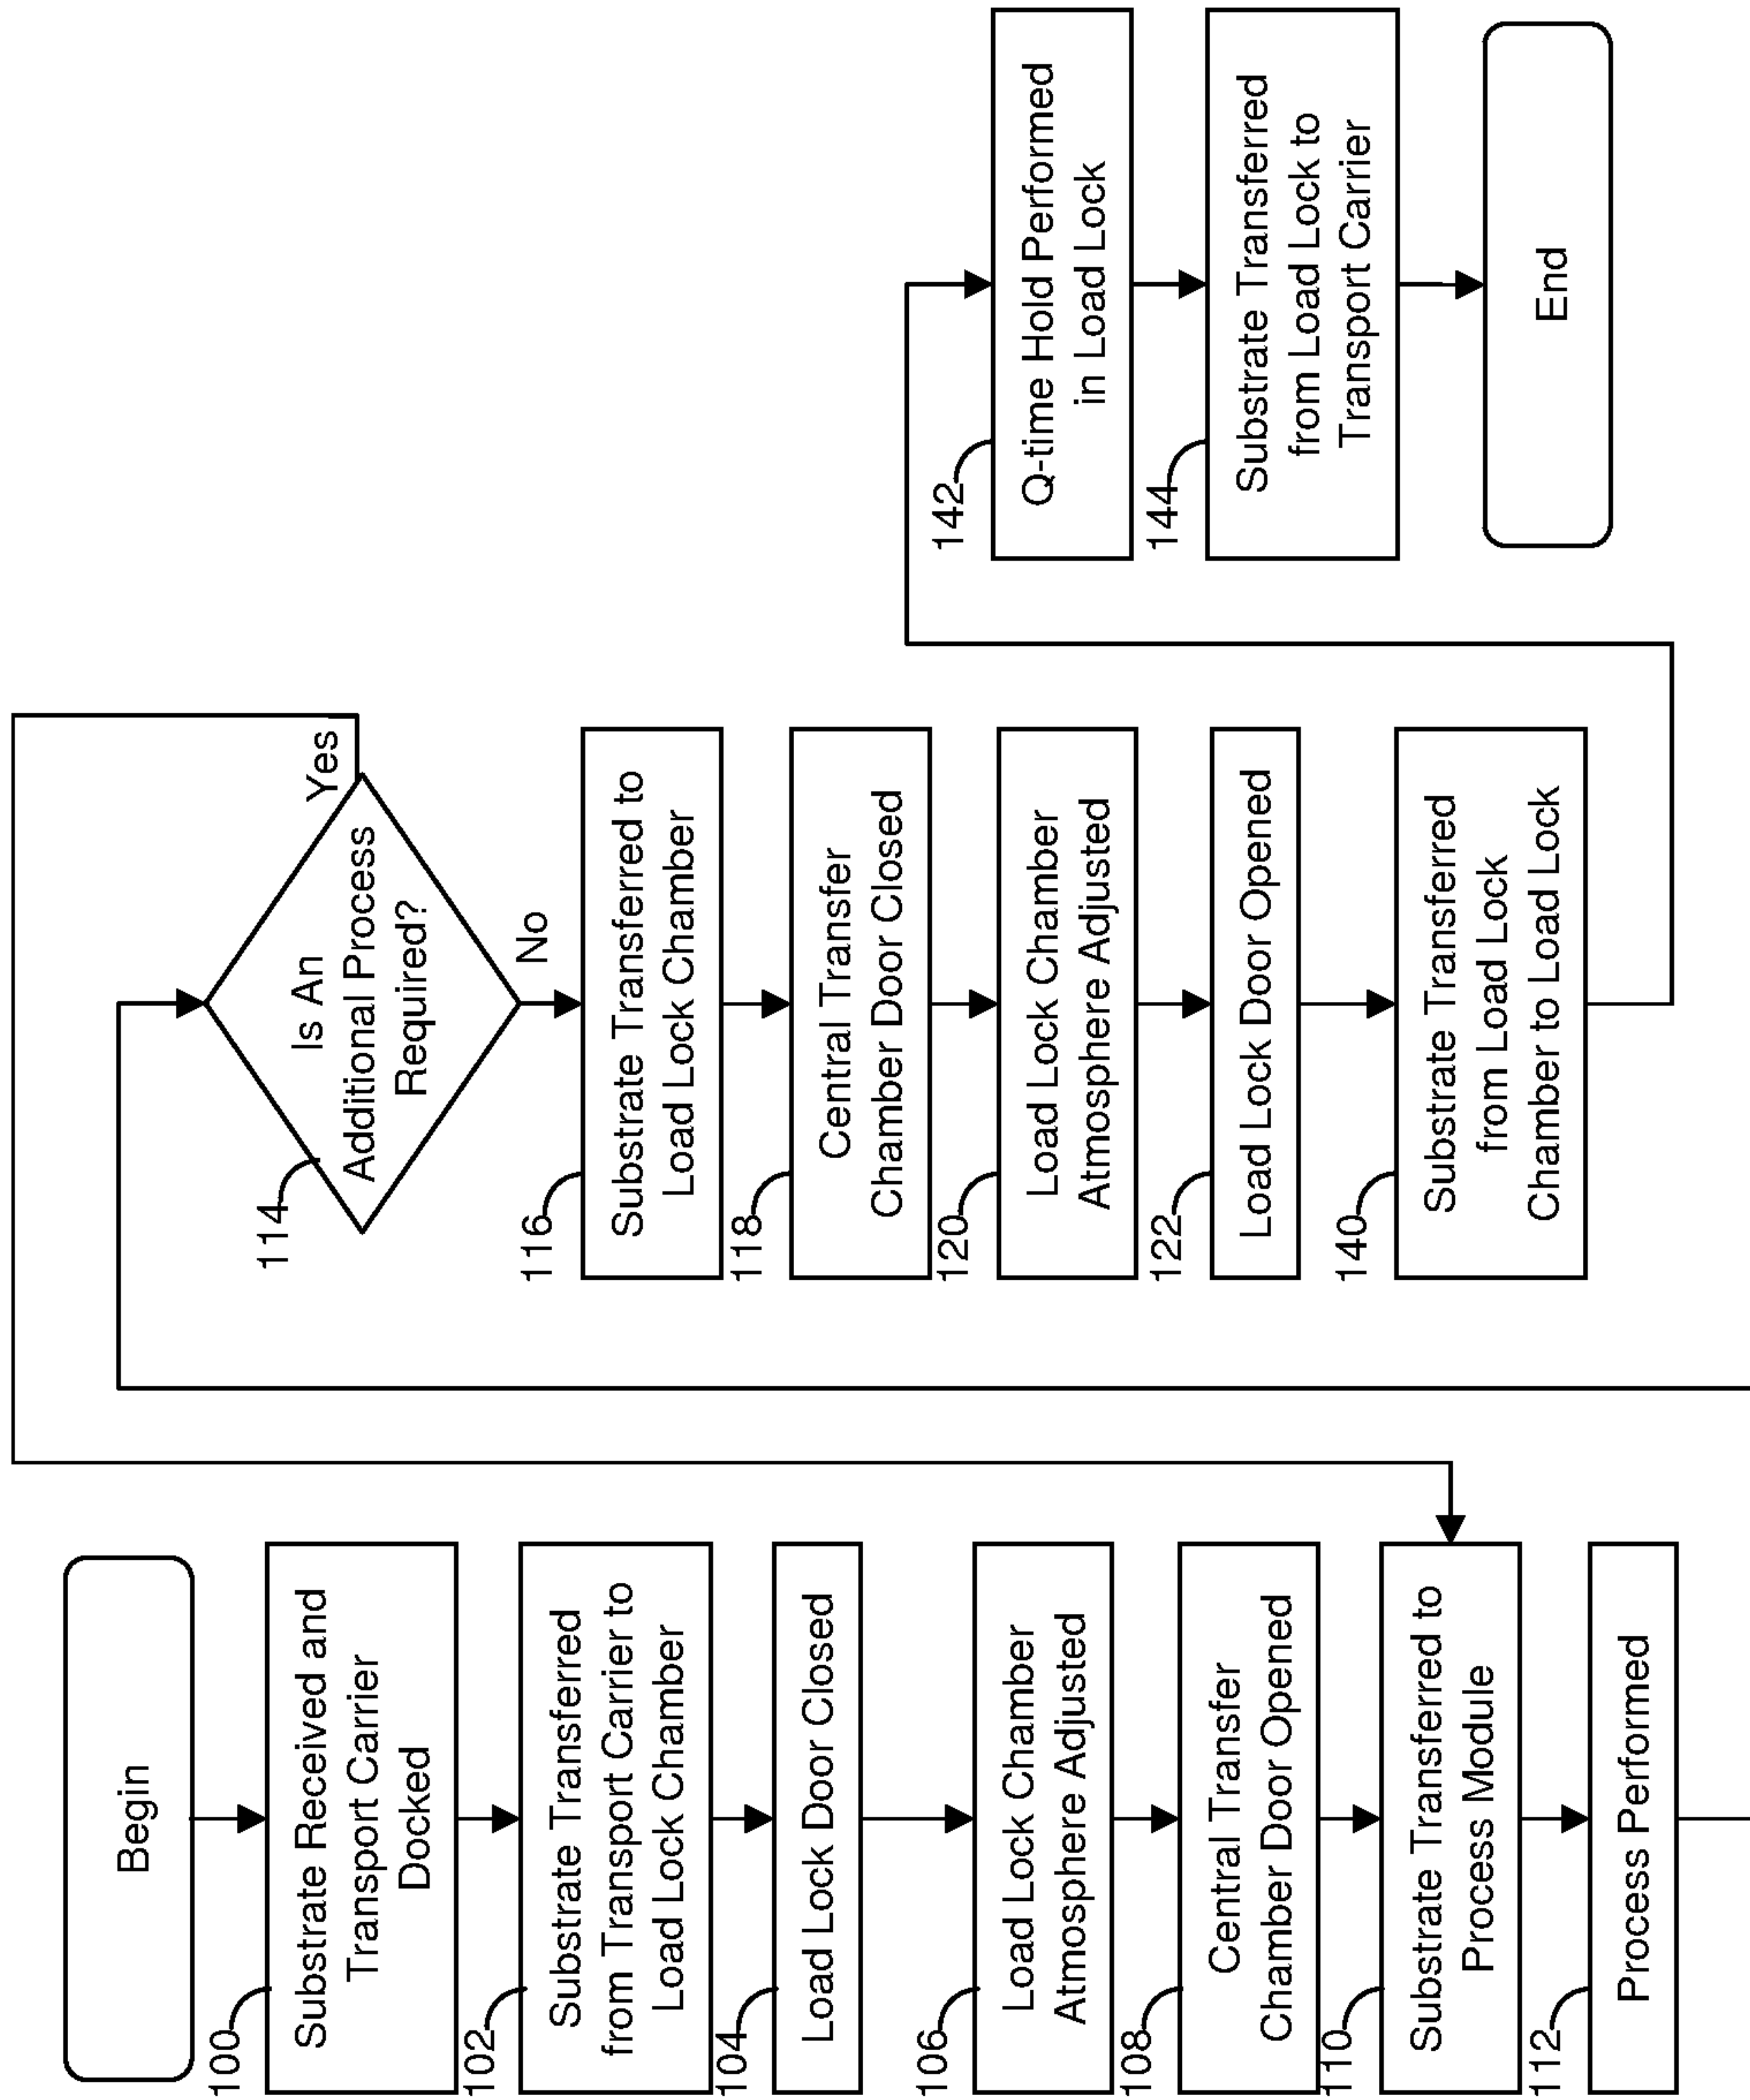 Begin
100
Substrate Received and
Transport Carrier
Docked
102
Substrate Transferred
from Transport Carrier to
Load Lock Chamber
104
Load Lock Door Closed
106
Load Lock Chamber
Atmosphere Adjusted
108
Central Transfer
Chamber Door Opened
110
Substrate Transferred to
Process Module
112
Process Performed
114
Is An
Additional Process
Required?
Yes
No
116
Substrate Transferred to
Load Lock Chamber
118
Central Transfer
Chamber Door Closed
120
Load Lock Chamber
Atmosphere Adjusted
122
Load Lock Door Opened
140
Substrate Transferred
from Load Lock
Chamber to Load Lock
142
Q-time Hold Performed
in Load Lock
144
Substrate Transferred
from Load Lock to
Transport Carrier
End